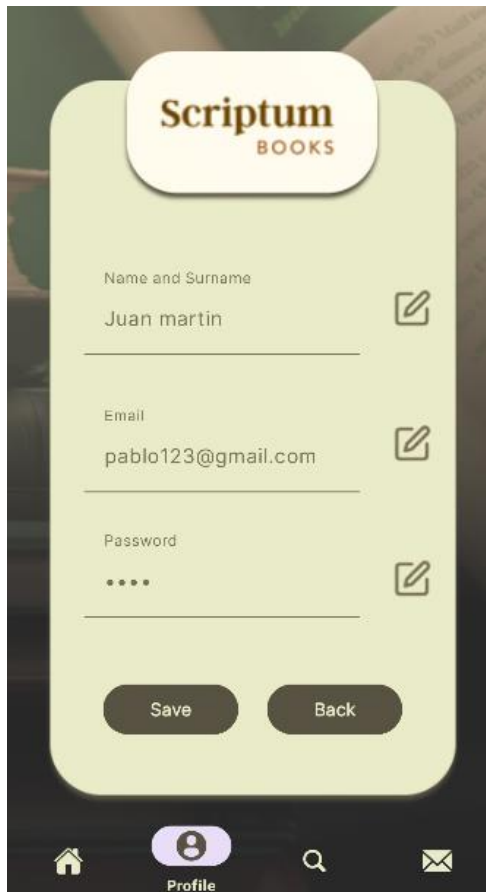 Scriptum
BOOKS
Name and Surname
Juan martin
Email
pablo123@gmail.com
Password
••••
Save
Back
Profile